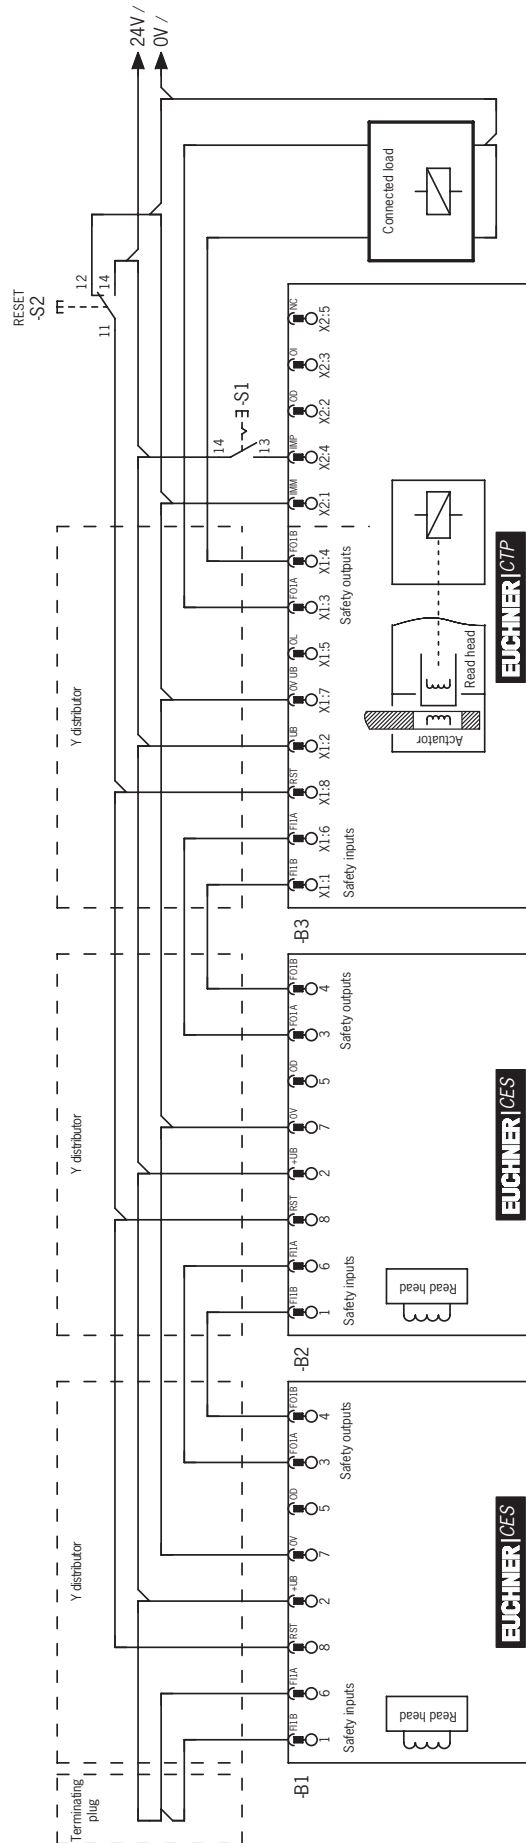 RESET
-S2
11
12
14
24V /
0V /
Terminating
plug
Y distributor
Y distributor
Y distributor
14
13
-S1
Connected load
-B1
FI1B
FI1A
RST
+UB
0V
OD
FO1A
FO1B
1
6
8
2
7
5
3
4
Safety inputs
Safety outputs
Read head
EUCHNER CES
-B2
FI1B
FI1A
RST
+UB
0V
OD
FO1A
FO1B
1
6
8
2
7
5
3
4
Safety inputs
Safety outputs
Read head
EUCHNER CES
-B3
FI1B
FI1A
RST
UB
0V UB
OL
FO1A
FO1B
IMM
IMP
OD
OI
NC
X1:1
X1:6
X1:8
X1:2
X1:7
X1:5
X1:3
X1:4
X2:1
X2:4
X2:2
X2:3
X2:5
Safety inputs
Safety outputs
Actuator
Read head
EUCHNER CTP